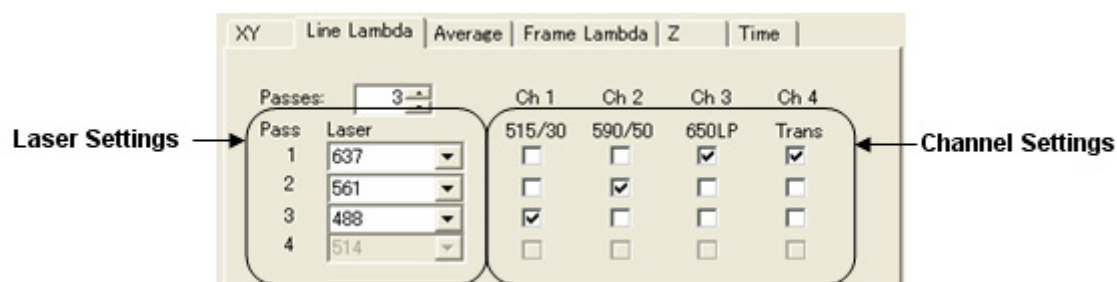 XY Line Lambda Average Frame Lambda Z Time
Passes: 3 Ch 1 Ch 2 Ch 3 Ch 4
Laser Settings
Pass Laser 515/30 590/50 650LP Trans
1 637
2 561
3 488
4 514
Channel Settings